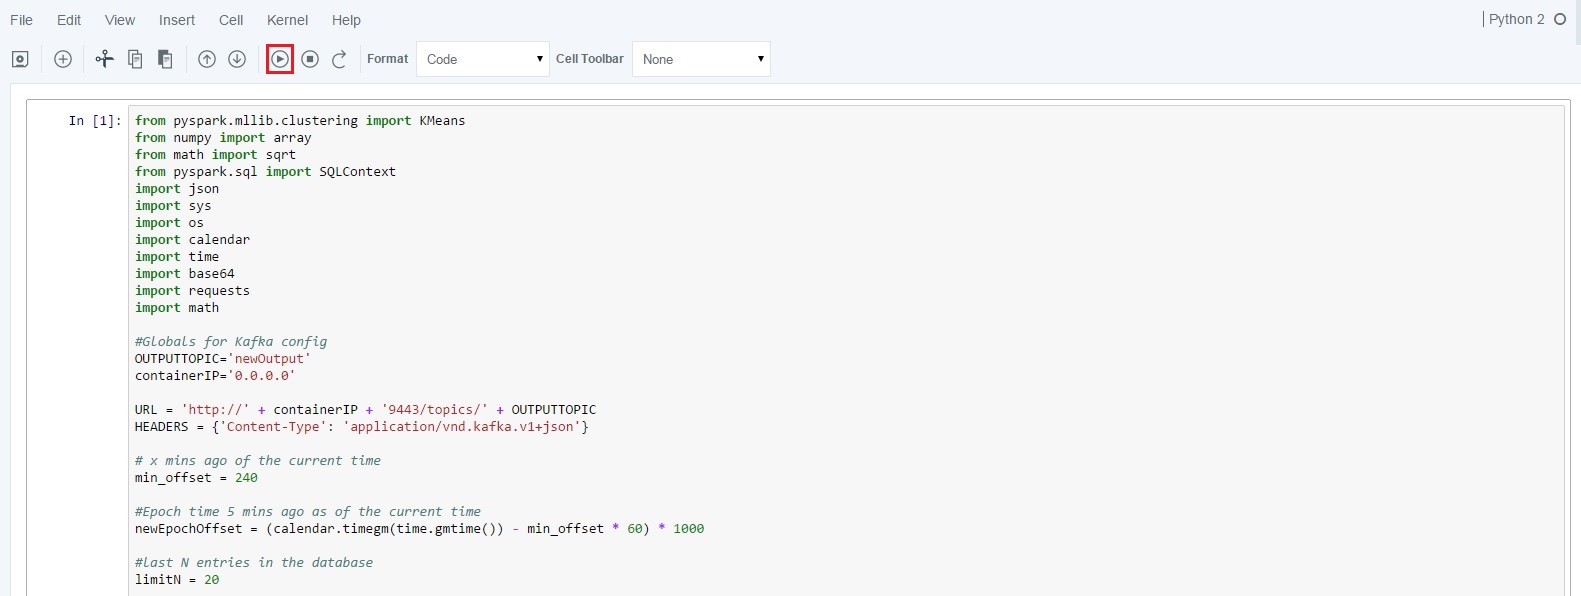 File Edit View Insert Cell Kernel Help
Python 2
Format Code Cell Toolbar None
In [1]:
from pyspark.mllib.clustering import KMeans
from numpy import array
from math import sqrt
from pyspark.sql import SQLContext
import json
import sys
import os
import calendar
import time
import base64
import requests
import math
#Globals for Kafka config
OUTPUTTOPIC='newOutput'
containerIP='0.0.0.0'
URL = 'http://' + containerIP + '9443/topics/' + OUTPUTTOPIC
HEADERS = {'Content-Type': 'application/vnd.kafka.v1+json'}
# x mins ago of the current time
min_offset = 240
#Epoch time 5 mins ago as of the current time
newEpochOffset = (calendar.timegm(time.gmtime()) - min_offset * 60) * 1000
#last N entries in the database
limitN = 20